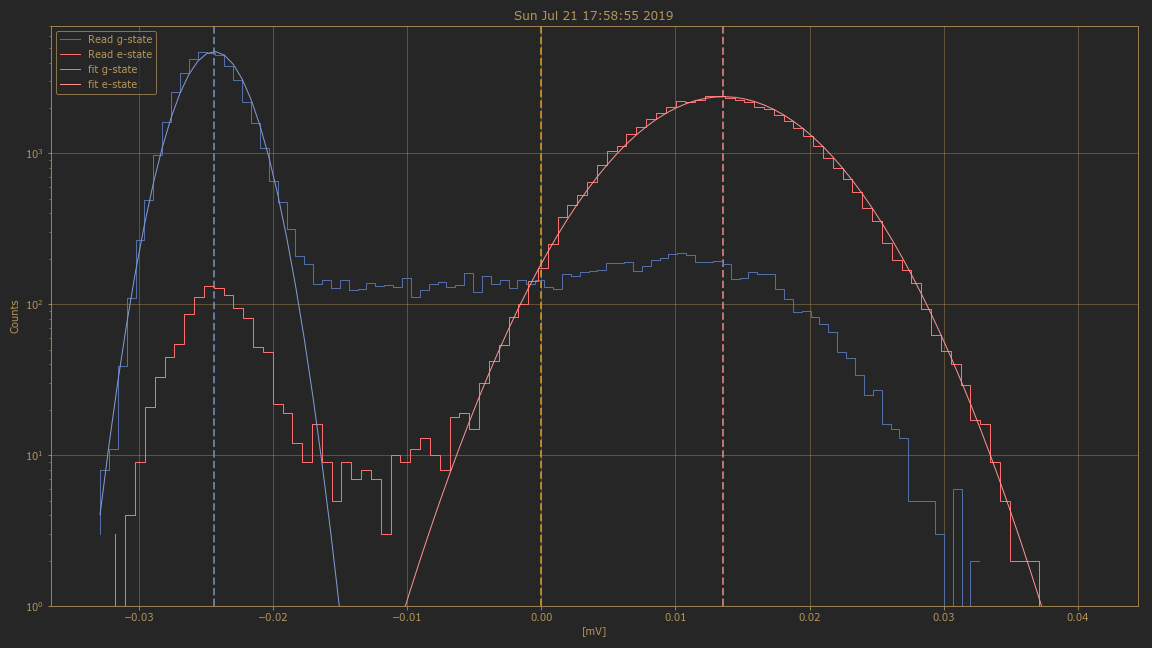 Sun Jul 21 17:58:55 2019
Read g-state
Read e-state
fit g-state
fit e-state
Counts
10³
10²
10¹
10⁰
−0.03
−0.02
−0.01
0.00
0.01
0.02
0.03
0.04
[mV]